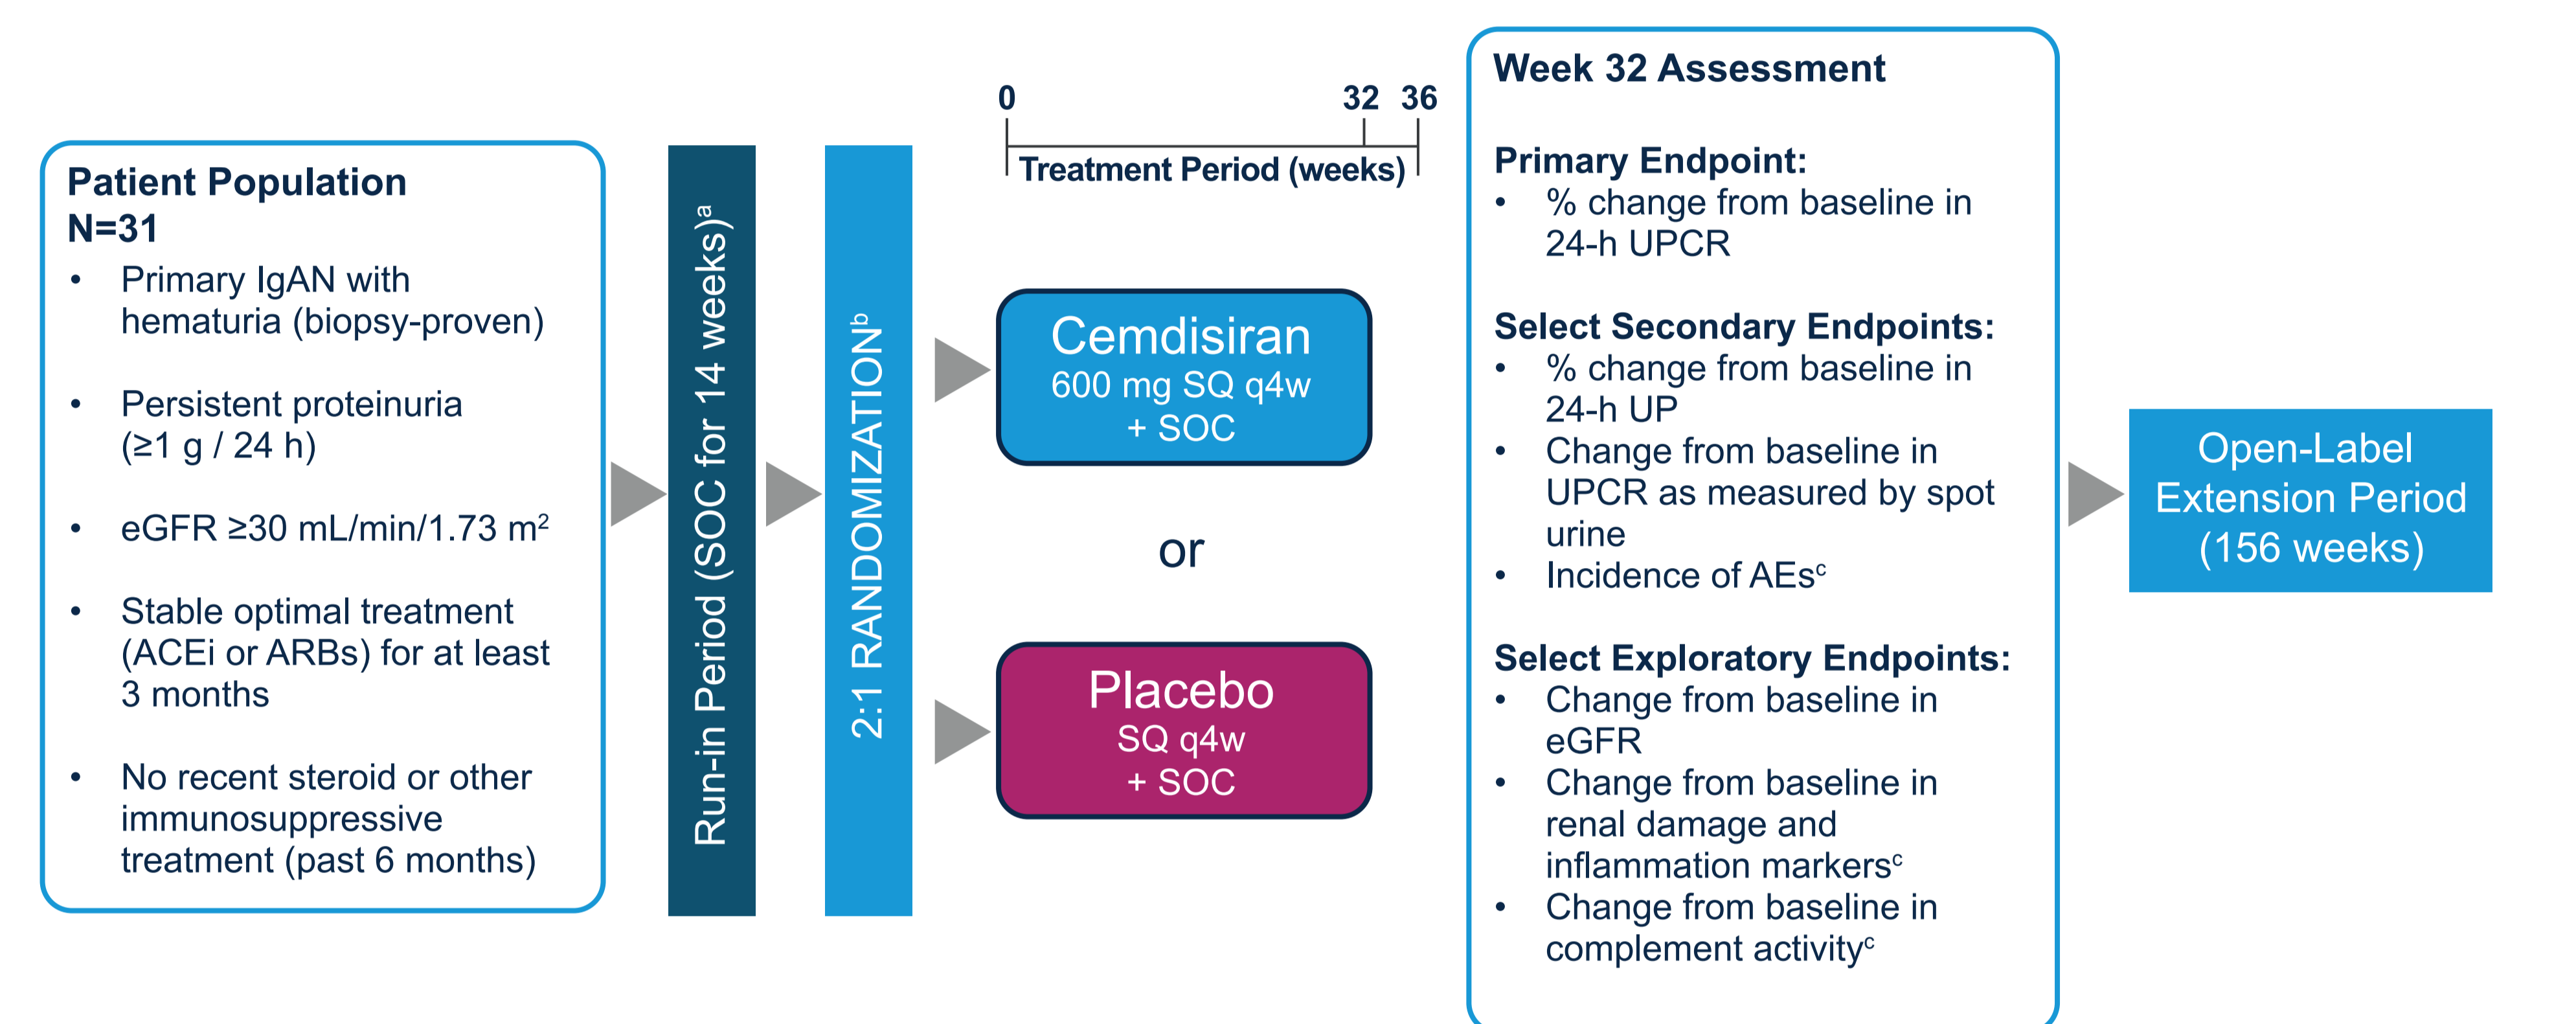 Patient Population
N=31
• Primary IgAN with
hematuria (biopsy-proven)
• Persistent proteinuria
(≥1 g / 24 h)
• eGFR ≥30 mL/min/1.73 m²
• Stable optimal treatment
(ACEi or ARBs) for at least
3 months
• No recent steroid or other
immunosuppressive
treatment (past 6 months)
Run-in Period (SOC for 14 weeks)ᵃ
2:1 RANDOMIZATIONᵇ
0 32 36
Treatment Period (weeks)
Cemdisiran
600 mg SQ q4w
+ SOC
or
Placebo
SQ q4w
+ SOC
Week 32 Assessment
Primary Endpoint:
• % change from baseline in
24-h UPCR
Select Secondary Endpoints:
• % change from baseline in
24-h UP
• Change from baseline in
UPCR as measured by spot
urine
• Incidence of AEsᶜ
Select Exploratory Endpoints:
• Change from baseline in
eGFR
• Change from baseline in
renal damage and
inflammation markersᶜ
• Change from baseline in
complement activityᶜ
Open-Label
Extension Period
(156 weeks)